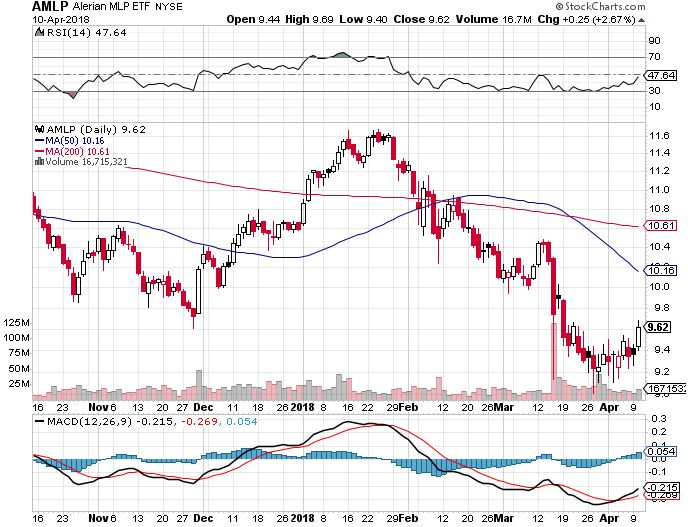 AMLP Alerian MLP ETF NYSE © StockCharts.com
10-Apr-2018 Open 9.44 High 9.69 Low 9.40 Close 9.62 Volume 16.7M Chg +0.25 (+2.67%)
RSI(14) 47.64
90
70
47.64
30
10
AMLP (Daily) 9.62
MA(50) 10.16
MA(200) 10.61
Volume 16,715,321
11.6
11.2
11.0
10.8
10.61
10.4
10.16
10.0
9.8
9.62
9.4
9.2
125M
100M
75M
50M
25M
16 23 Nov 6 13 20 27 Dec 11 18 26 2018 8 16 22 29 Feb 12 20 26 Mar 12 19 26 Apr 9
MACD(12,26,9) -0.215, -0.269, 0.054
0.3
0.2
0.1
0.054
0.0
-0.1
-0.215
-0.269
16 23 Nov 6 13 20 27 Dec 11 18 26 2018 8 16 22 29 Feb 12 20 26 Mar 12 19 26 Apr 9